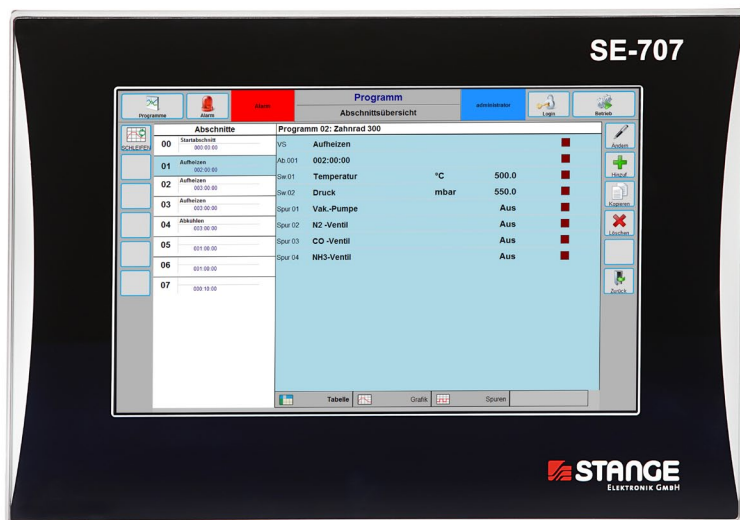 SE-707
Programme
Alarm
Alarm
Programm
Abschnittsübersicht
administrator
Login
Betrieb
SCHLEIFEN
Abschnitte
00 Startabschnitt
000:00:00
01 Aufheizen
002:00:00
02 Aufheizen
003:00:00
03 Aufheizen
003:00:00
04 Abkühlen
003:00:00
05
001:00:00
06
001:00:00
07
000:10:00
Programm 02: Zahnrad 300
VS Aufheizen
Ab.001 002:00:00
Sw.01 Temperatur °C 500.0
Sw.02 Druck mbar 550.0
Spur 01 Vak.-Pumpe Aus
Spur 02 N2 -Ventil Aus
Spur 03 CO -Ventil Aus
Spur 04 NH3-Ventil Aus
Ändern
Hinzuf
Kopieren
Löschen
Zurück
Tabelle Grafik Spuren
STANGE
ELEKTRONIK GMBH